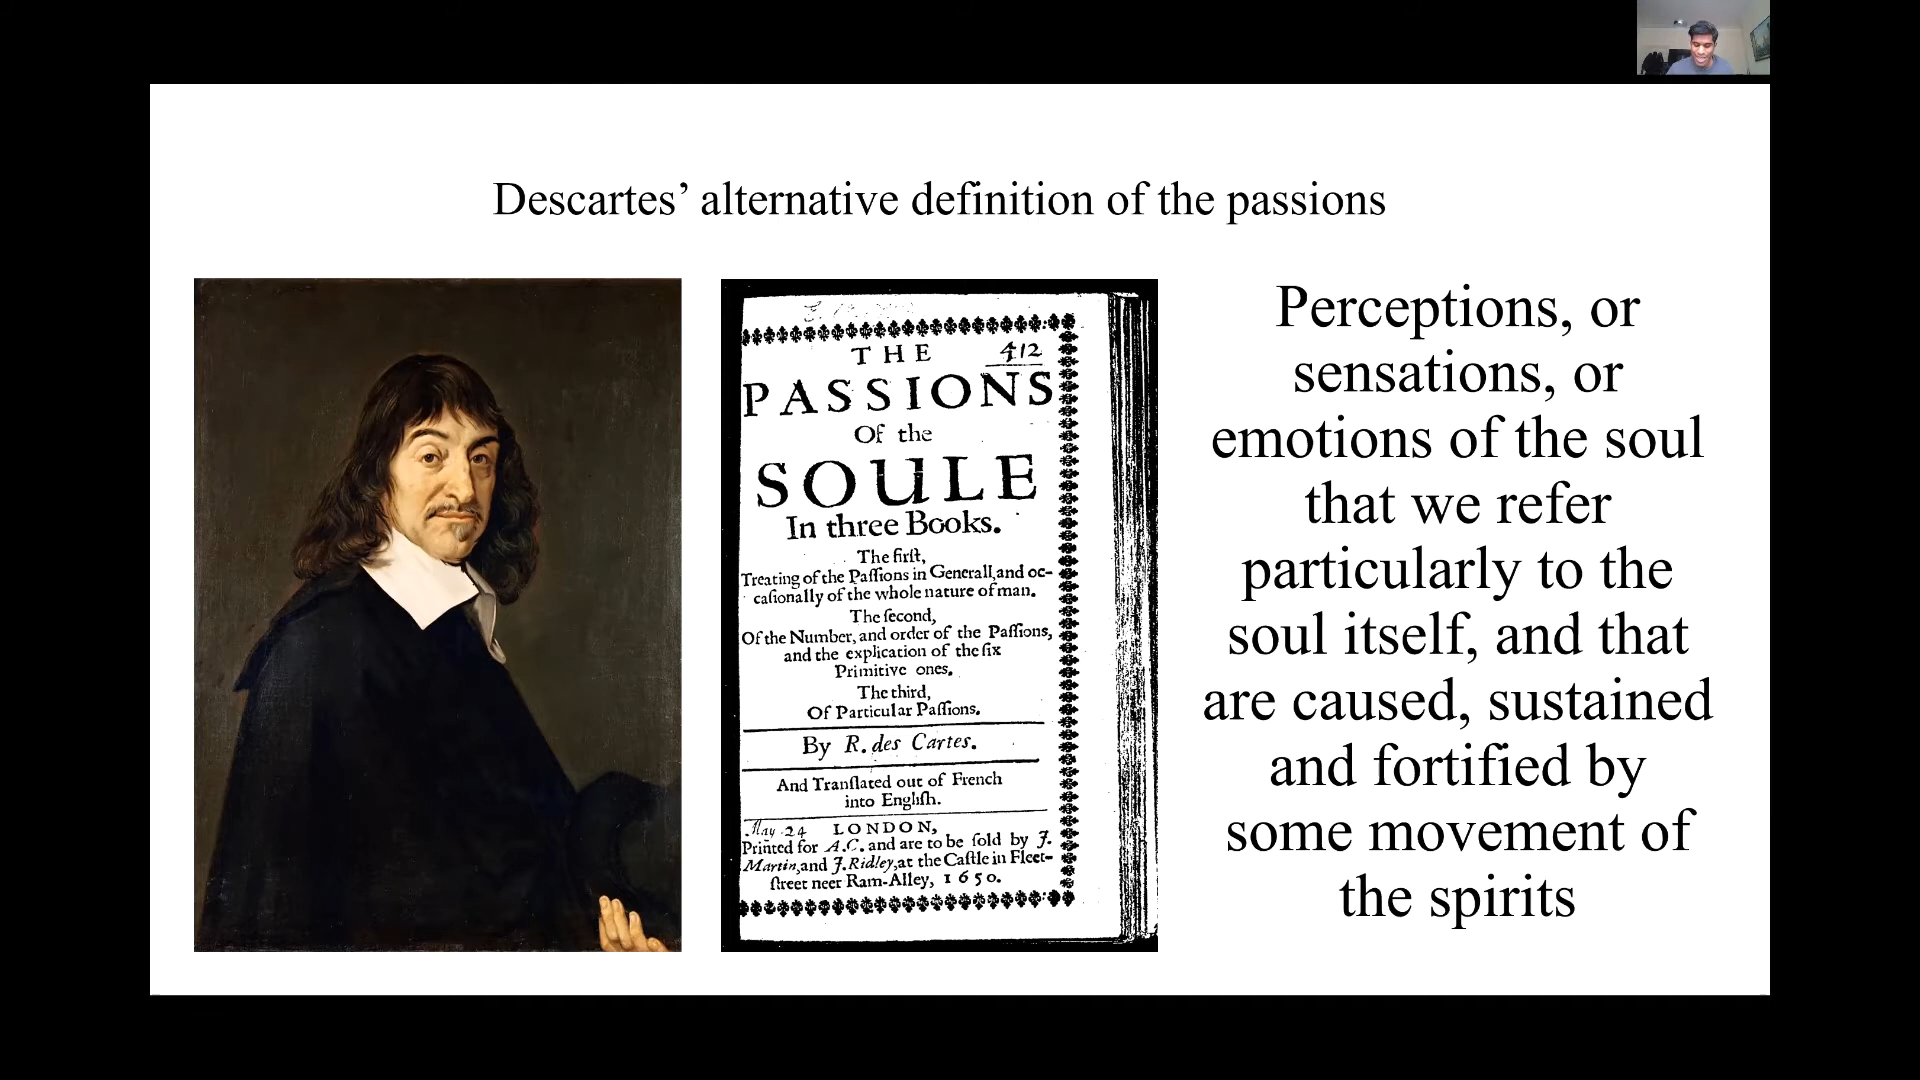 Descartes’ alternative definition of the passions
THE 412
PASSIONS
Of the
SOULE
In three Books.
The firſt,
Treating of the Paſſions in Generall, and oc-
caſionally of the whole nature of man.
The ſecond,
Of the Number, and order of the Paſſions,
and the explication of the ſix
Primitive ones.
The third,
Of Particular Paſſions.
By R. des Cartes.
And Tranſlated out of French
into Engliſh.
May 24 LONDON,
Printed for A.C. and are to be ſold by J.
Martin, and J. Ridley, at the Caſtle in Fleet-
ſtreet neer Ram-Alley, 1650.
Perceptions, or
sensations, or
emotions of the soul
that we refer
particularly to the
soul itself, and that
are caused, sustained
and fortified by
some movement of
the spirits